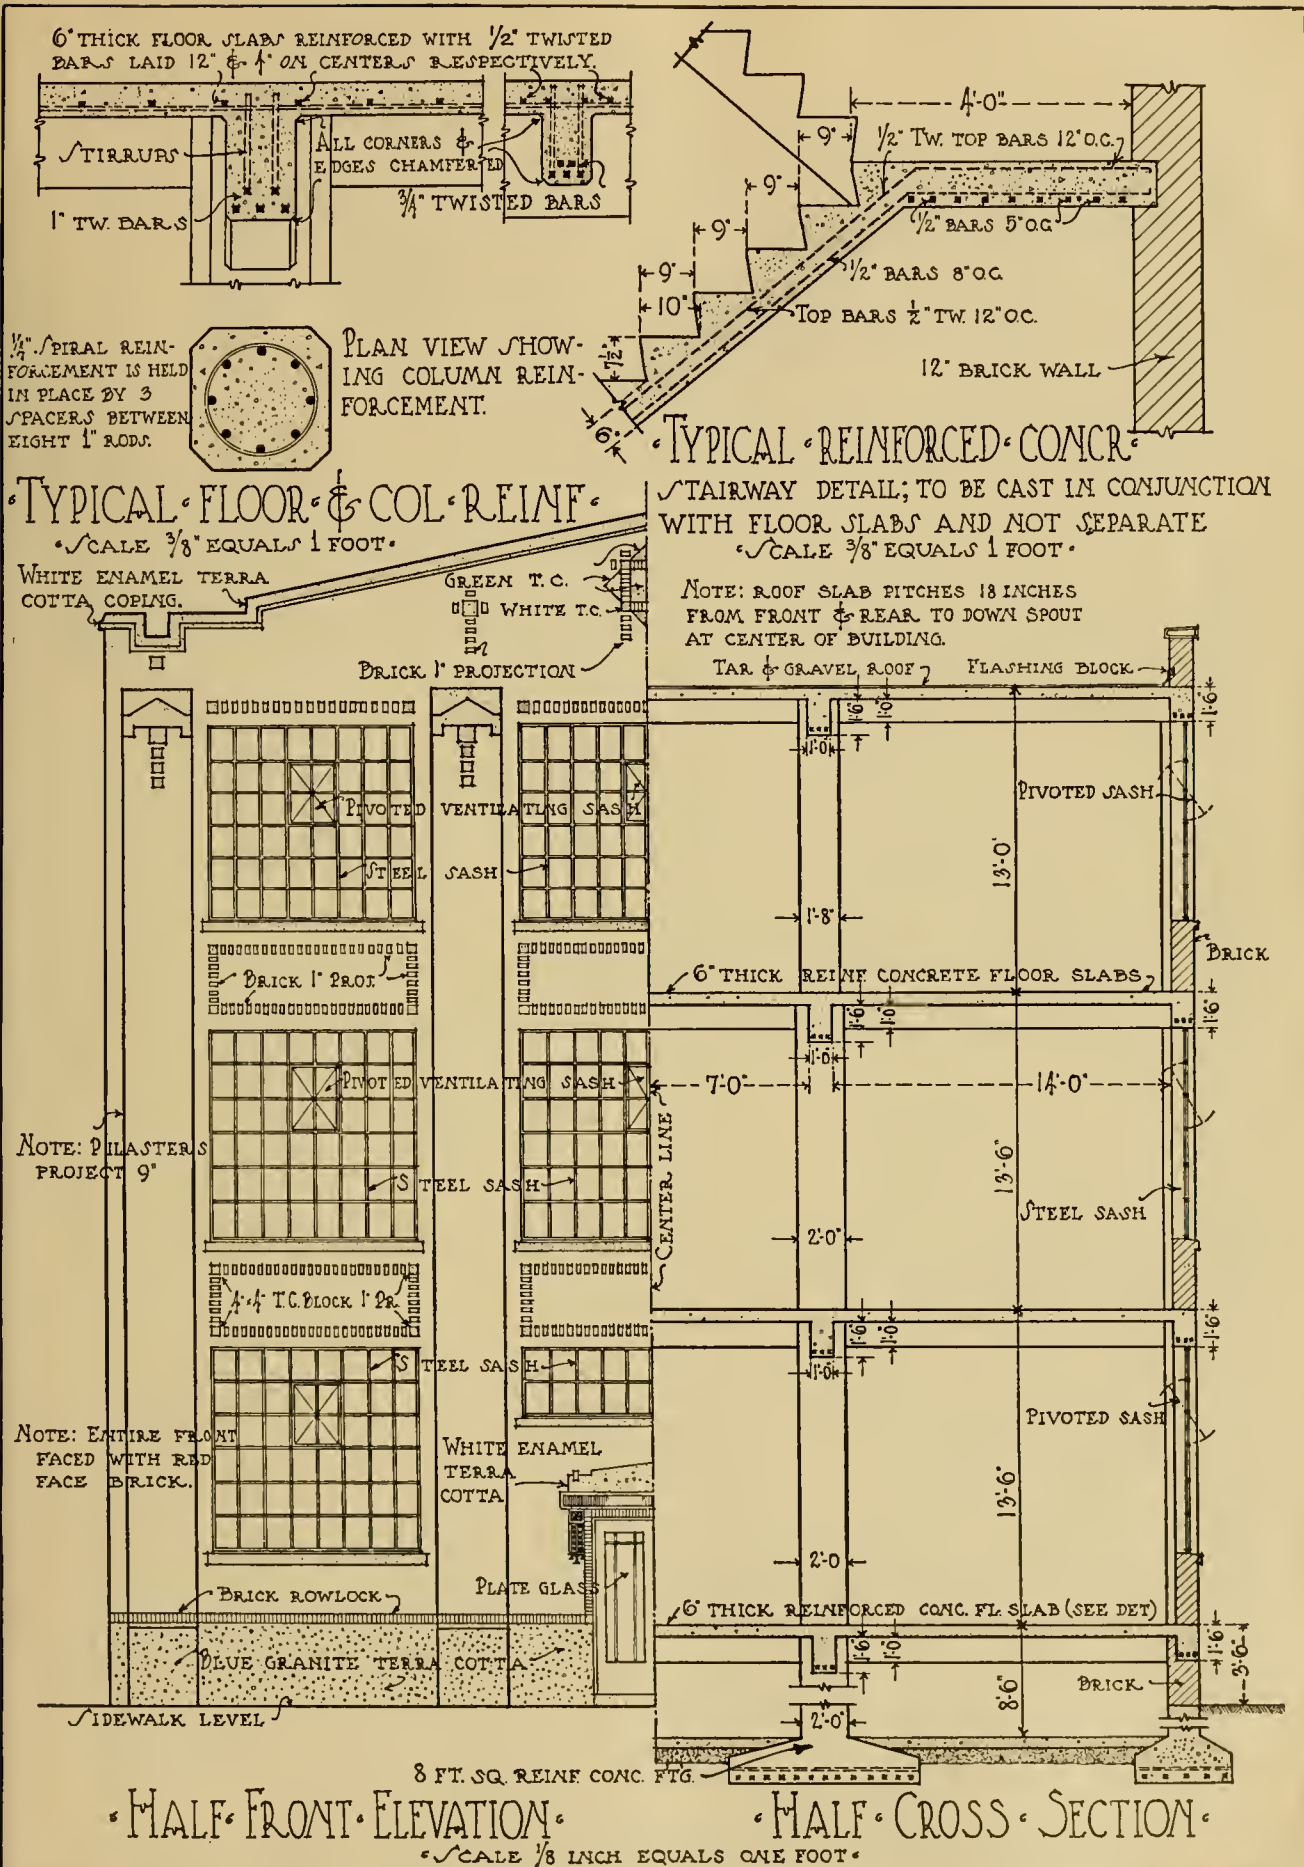 6" THICK FLOOR SLABS REINFORCED WITH 1/2" TWISTED
BARS LAID 12" & 4" ON CENTERS RESPECTIVELY.
STIRRUPS
ALL CORNERS &
EDGES CHAMFERED
1" TW. BARS
3/4" TWISTED BARS
1/4" SPIRAL REIN-
FORCEMENT IS HELD
IN PLACE BY 3
SPACERS BETWEEN
EIGHT 1" RODS.
PLAN VIEW SHOW-
ING COLUMN REIN-
FORCEMENT.
TYPICAL·FLOOR·&·COL·REINF·
·SCALE 3/8" EQUALS 1 FOOT·
4'-0"
9"
1/2" TW. TOP BARS 12" O.C.
9"
9"
1/2" BARS 5" O.C
9"
1/2" BARS 8" O.C.
10"
TOP BARS 1/2" TW. 12" O.C.
7 1/2"
12" BRICK WALL
6"
·TYPICAL·REINFORCED·CONCR·
STAIRWAY DETAIL; TO BE CAST IN CONJUNCTION
WITH FLOOR SLABS AND NOT SEPARATE
·SCALE 3/8" EQUALS 1 FOOT·
WHITE ENAMEL TERRA
COTTA COPING.
GREEN T. C.
WHITE T.C.
BRICK 1" PROJECTION
NOTE: ROOF SLAB PITCHES 18 INCHES
FROM FRONT & REAR TO DOWN SPOUT
AT CENTER OF BUILDING.
TAR & GRAVEL ROOF
FLASHING BLOCK
1'-6"
1'-0"
1'-6"
1'-0"
PIVOTED VENTILATING SASH
PIVOTED SASH
STEEL SASH
13'-0"
1'-8"
BRICK 1" PROJ.
BRICK
6" THICK REINF CONCRETE FLOOR SLABS
1'-6"
1'-0"
1'-6"
1'-0"
PIVOTED VENTILATING SASH
7'-0"
14'-0"
NOTE: PILASTERS
PROJECT 9"
CENTER LINE
13'-6"
STEEL SASH
STEEL SASH
2'-0"
4"x4" T.C. BLOCK 1" PR.
1'-6"
1'-0"
1'-6"
1'-0"
STEEL SASH
PIVOTED SASH
NOTE: ENTIRE FRONT
FACED WITH RED
FACE BRICK.
WHITE ENAMEL
TERRA
COTTA
13'-6"
2'-0
PLATE GLASS
BRICK ROWLOCK
6" THICK REINFORCED CONC. FL. SLAB (SEE DET)
1'-6"
1'-0"
1'-6"
3'-6"
BLUE GRANITE TERRA COTTA
8'-6"
BRICK
SIDEWALK LEVEL
2'-0"
8 FT. SQ. REINF. CONC. FTG.
·HALF·FRONT·ELEVATION·
·HALF·CROSS·SECTION·
·SCALE 1/8 INCH EQUALS ONE FOOT·